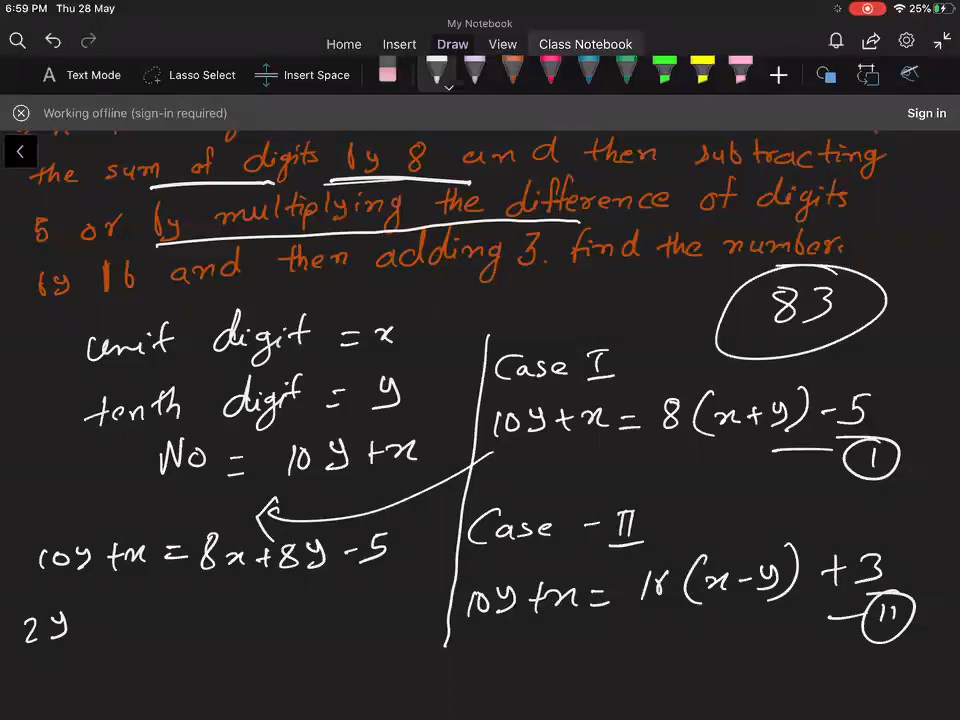 6:59 PM Thu 28 May
25%
My Notebook
Home Insert Draw View Class Notebook
Text Mode Lasso Select Insert Space
Working offline (sign-in required) Sign in
the sum of digits by 8 and then subtracting
5 or by multiplying the difference of digits
by 16 and then adding 3. find the number.
83
unit digit = x
tenth digit = y
No = 10y+x
10y+x = 8x+8y-5
2y
Case I
10y+x = 8(x+y)-5
1
Case - II
10y+x = 16(x-y)+3
11